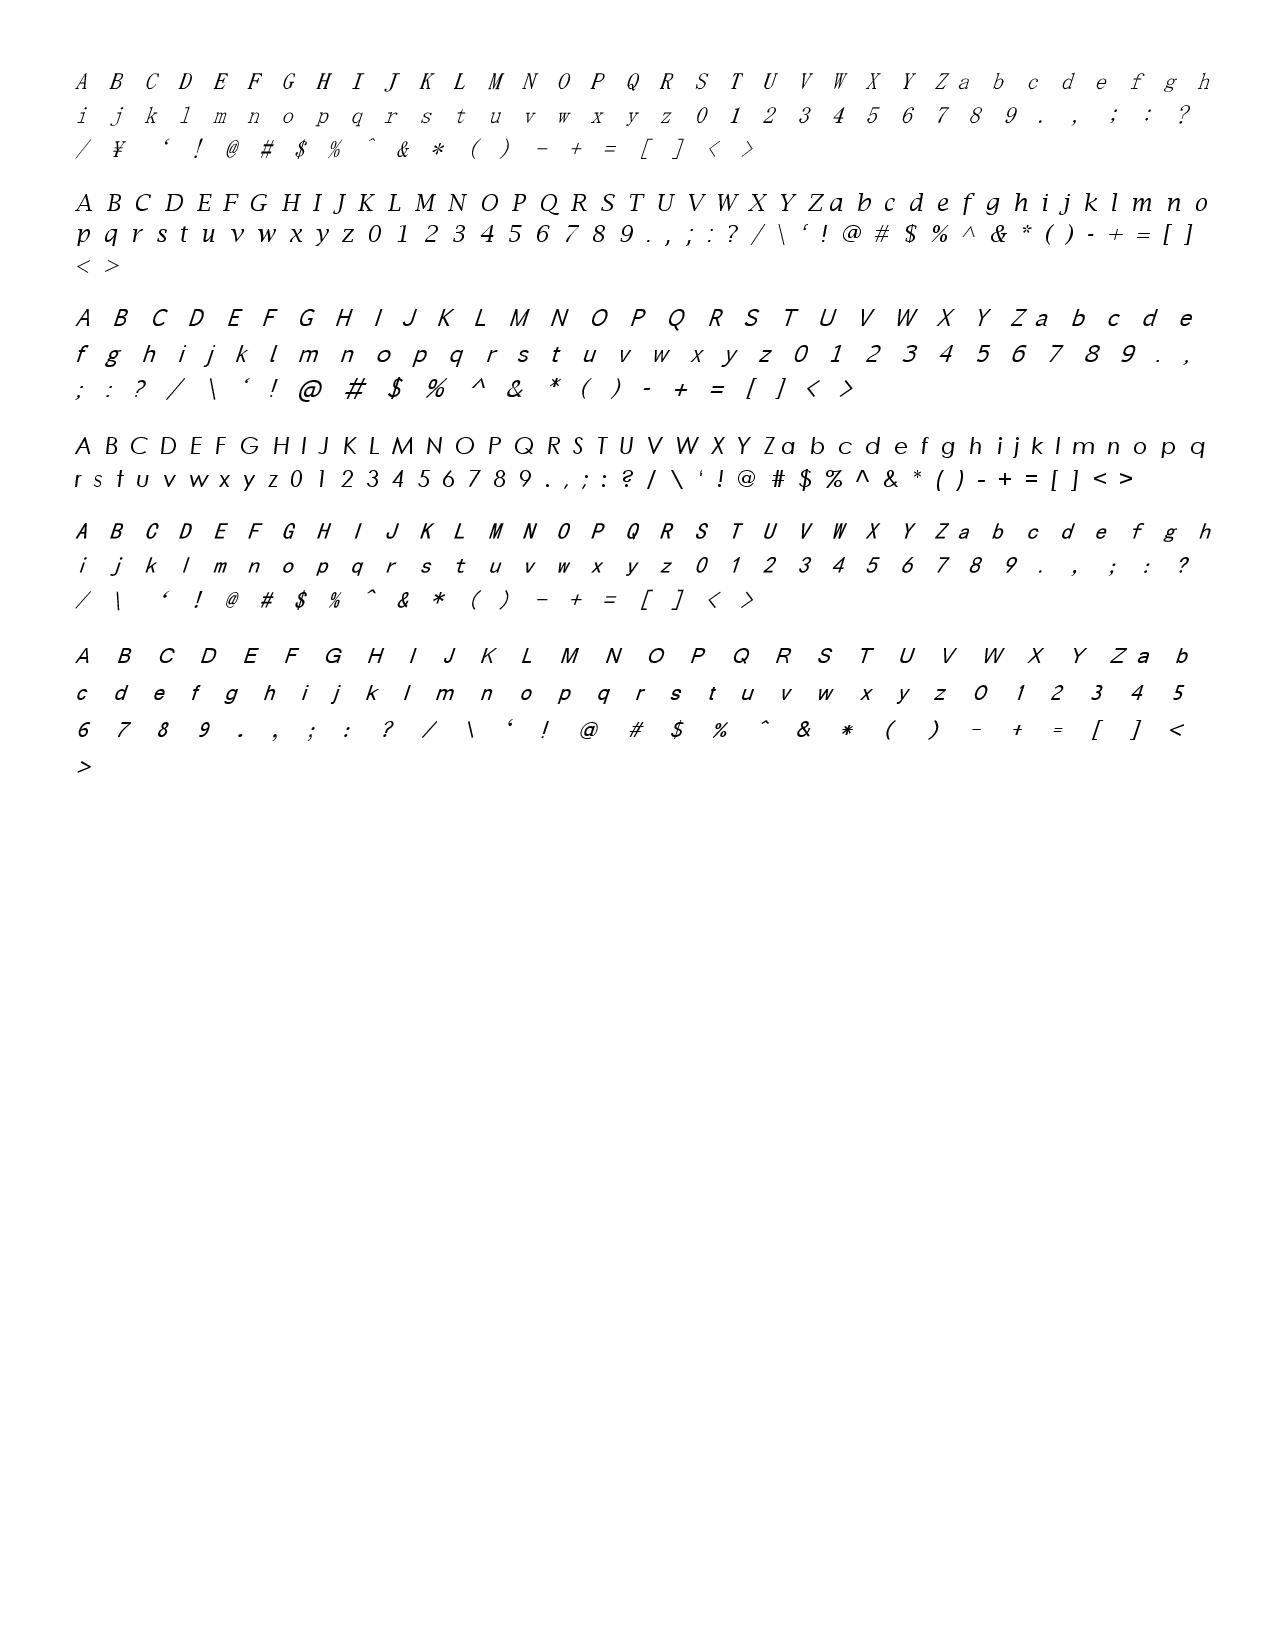 A B C D E F G H I J K L M N O P Q R S T U V W X Y Z a b c d e f g h
i j k l m n o p q r s t u v w x y z 0 1 2 3 4 5 6 7 8 9 . , ; : ?
/ ¥ ‘ ! @ # $ % ^ & * ( ) - + = [ ] < >
A B C D E F G H I J K L M N O P Q R S T U V W X Y Z a b c d e f g h i j k l m n o
p q r s t u v w x y z 0 1 2 3 4 5 6 7 8 9 . , ; : ? / \ ‘ ! @ # $ % ^ & * ( ) - + = [ ]
< >
A B C D E F G H I J K L M N O P Q R S T U V W X Y Z a b c d e
f g h i j k l m n o p q r s t u v w x y z 0 1 2 3 4 5 6 7 8 9 . ,
; : ? / \ ‘ ! @ # $ % ^ & * ( ) - + = [ ] < >
A B C D E F G H I J K L M N O P Q R S T U V W X Y Z a b c d e f g h i j k l m n o p q
r s t u v w x y z 0 1 2 3 4 5 6 7 8 9 . , ; : ? / \ ‘ ! @ # $ % ^ & * ( ) - + = [ ] < >
A B C D E F G H I J K L M N O P Q R S T U V W X Y Z a b c d e f g h
i j k l m n o p q r s t u v w x y z 0 1 2 3 4 5 6 7 8 9 . , ; : ?
/ \ ‘ ! @ # $ % ^ & * ( ) - + = [ ] < >
A B C D E F G H I J K L M N O P Q R S T U V W X Y Z a b
c d e f g h i j k l m n o p q r s t u v w x y z 0 1 2 3 4 5
6 7 8 9 . , ; : ? / \ ‘ ! @ # $ % ^ & * ( ) - + = [ ] <
>